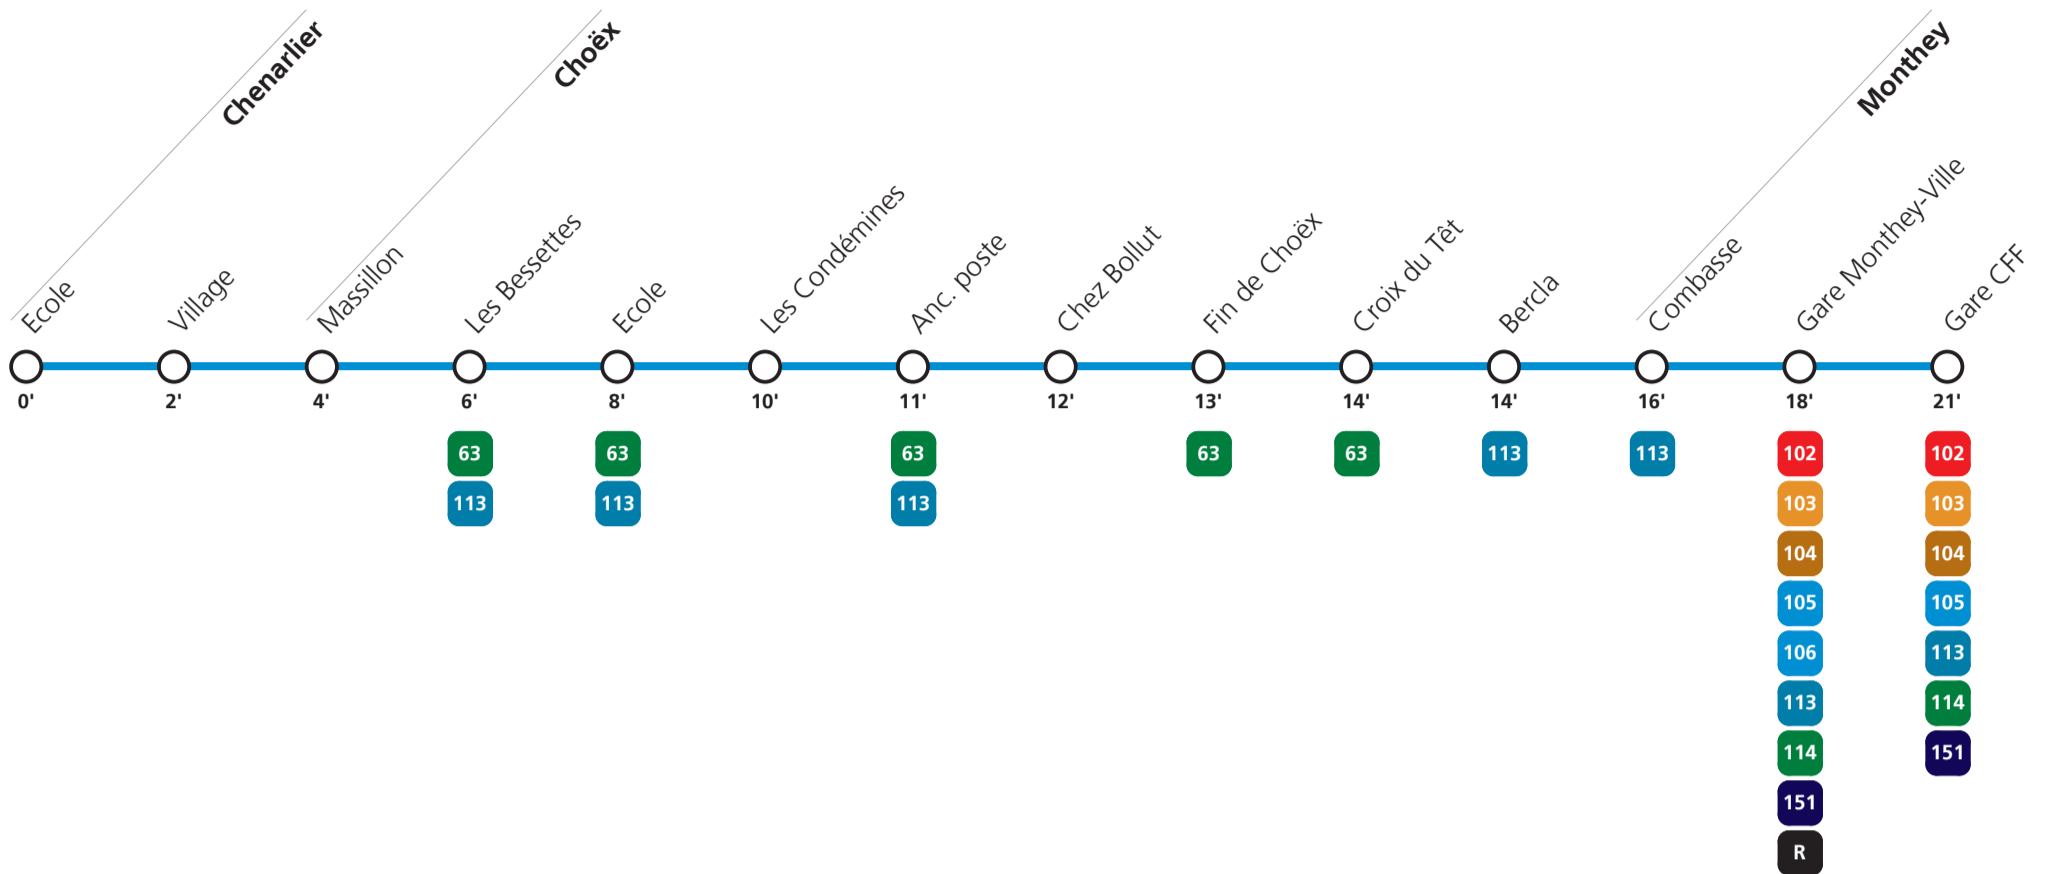 Chenarlier
Choëx
Monthey
Ecole
Village
Massillon
Les Bessettes
Ecole
Les Condémines
Anc. poste
Chez Bollut
Fin de Choëx
Croix du Têt
Bercla
Combasse
Gare Monthey-Ville
Gare CFF
0' 2' 4' 6' 8' 10' 11' 12' 13' 14' 14' 16' 18' 21'
63 63 63 63 63 113 113 102 102
113 113 113 103 103
104 104
105 105
106 113
113 114
114 151
151
R